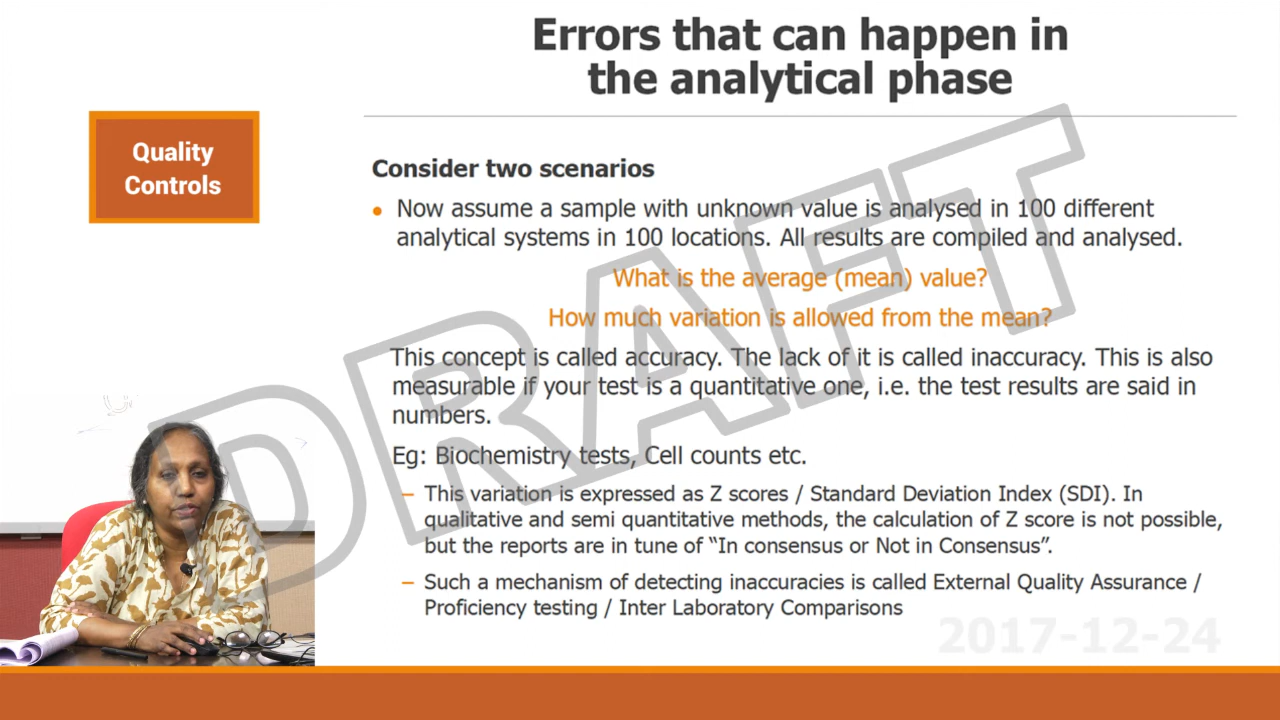 Errors that can happen in
the analytical phase
Quality
Controls
Consider two scenarios
• Now assume a sample with unknown value is analysed in 100 different
analytical systems in 100 locations. All results are compiled and analysed.
What is the average (mean) value?
How much variation is allowed from the mean?
This concept is called accuracy. The lack of it is called inaccuracy. This is also
measurable if your test is a quantitative one, i.e. the test results are said in
numbers.
Eg: Biochemistry tests, Cell counts etc.
– This variation is expressed as Z scores / Standard Deviation Index (SDI). In
qualitative and semi quantitative methods, the calculation of Z score is not possible,
but the reports are in tune of “In consensus or Not in Consensus”.
– Such a mechanism of detecting inaccuracies is called External Quality Assurance /
Proficiency testing / Inter Laboratory Comparisons
DRAFT
2017-12-24